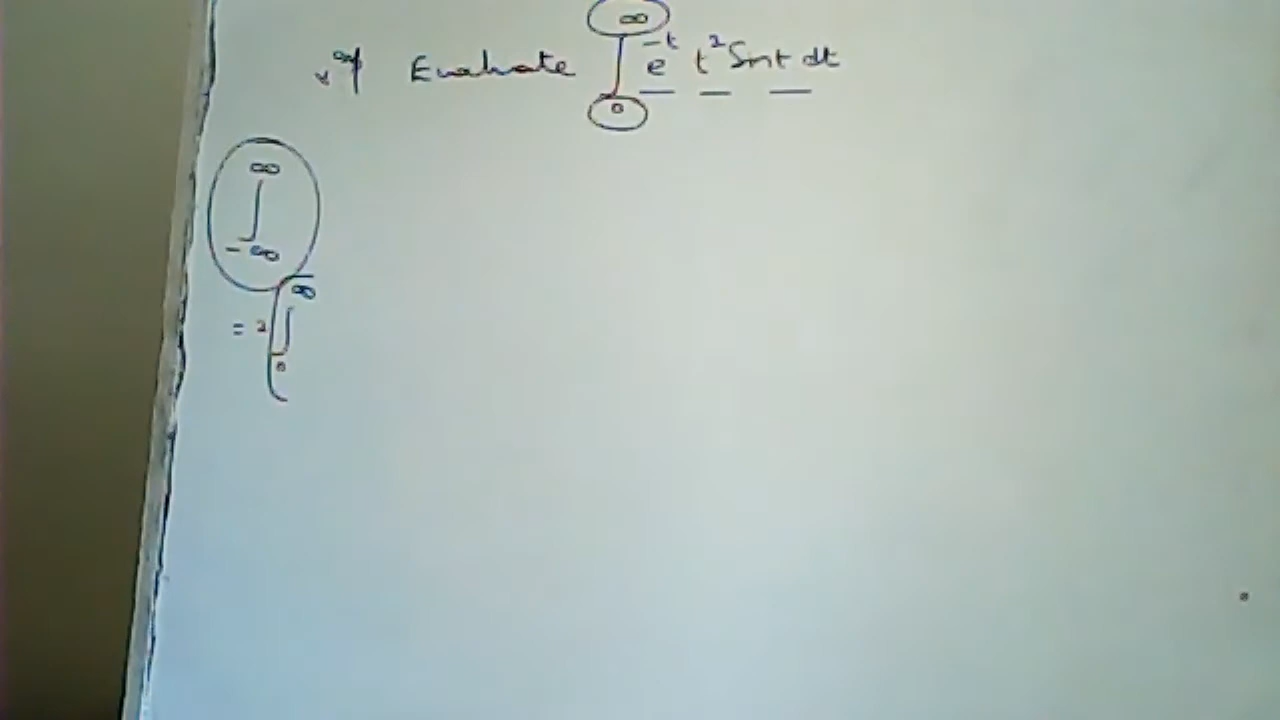 Evaluate ∫₀^∞ e^-t t² Sint dt
∞
∫
-∞
∞
= 2 ∫
0